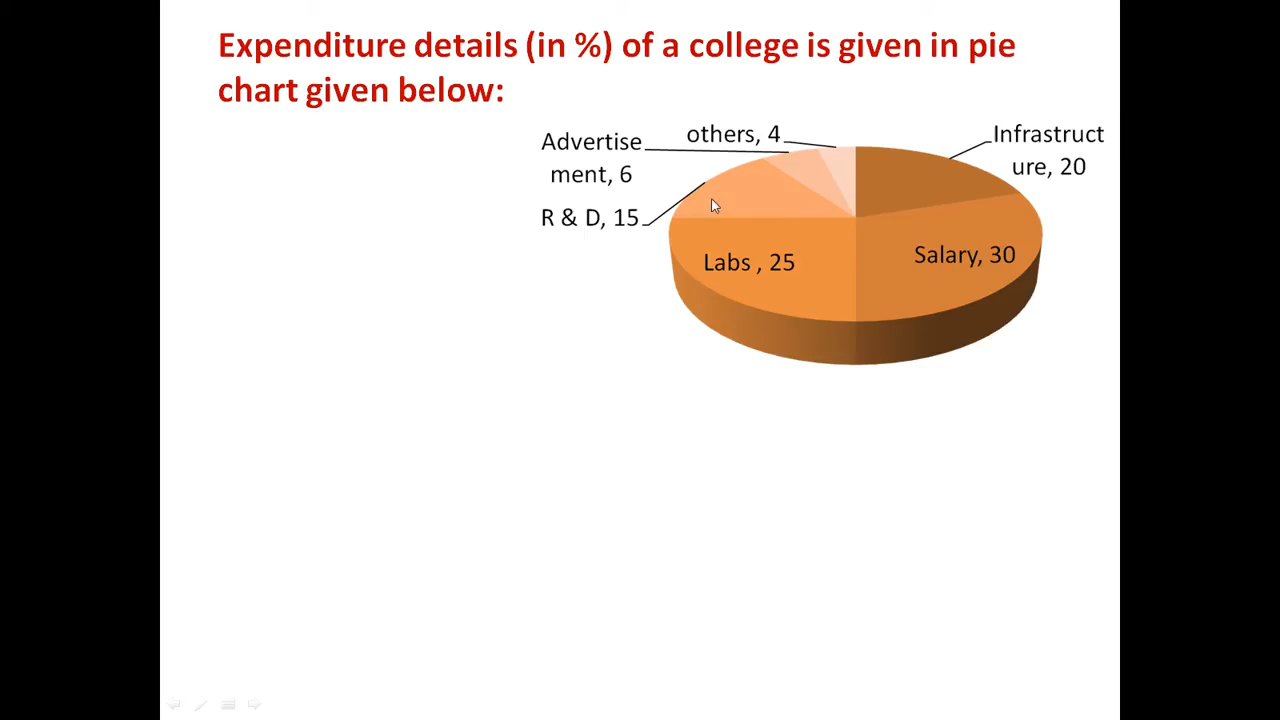 Expenditure details (in %) of a college is given in pie
chart given below:
Advertise
ment, 6
others, 4
Infrastruct
ure, 20
R & D, 15
Labs , 25
Salary, 30